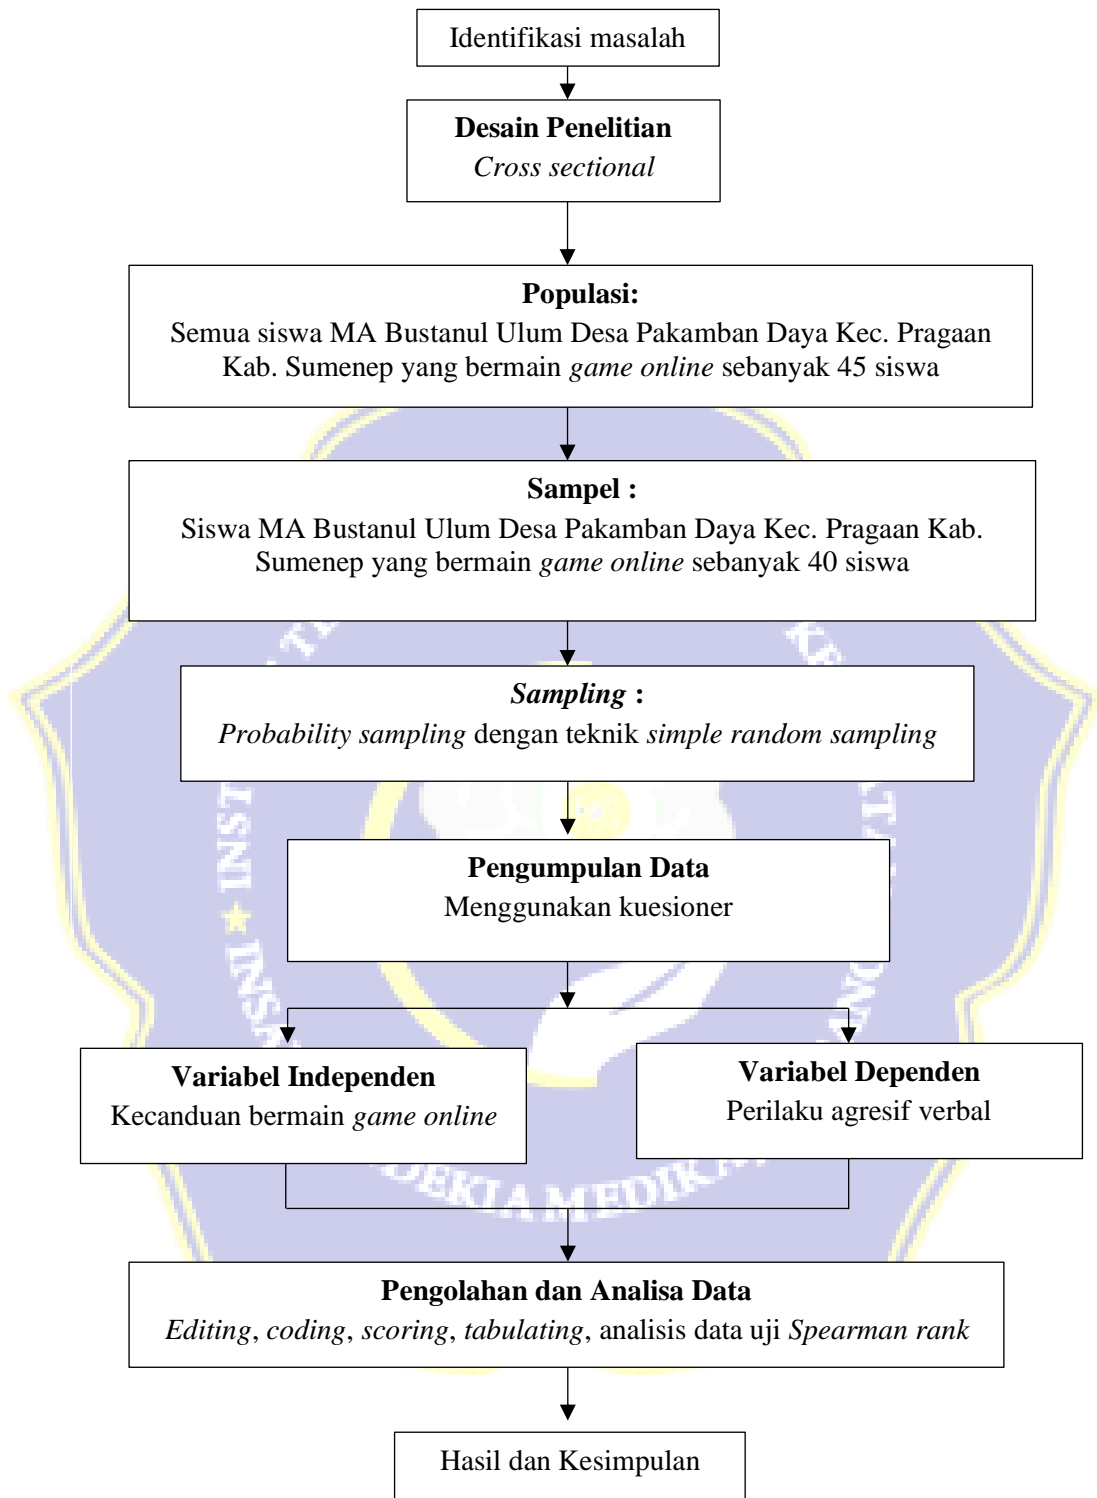 Identifikasi masalah
Desain Penelitian
Cross sectional
Populasi:
Semua siswa MA Bustanul Ulum Desa Pakamban Daya Kec. Pragaan
Kab. Sumenep yang bermain game online sebanyak 45 siswa
Sampel :
Siswa MA Bustanul Ulum Desa Pakamban Daya Kec. Pragaan Kab.
Sumenep yang bermain game online sebanyak 40 siswa
Sampling :
Probability sampling dengan teknik simple random sampling
Pengumpulan Data
Menggunakan kuesioner
Variabel Independen
Kecanduan bermain game online
Variabel Dependen
Perilaku agresif verbal
Pengolahan dan Analisa Data
Editing, coding, scoring, tabulating, analisis data uji Spearman rank
Hasil dan Kesimpulan